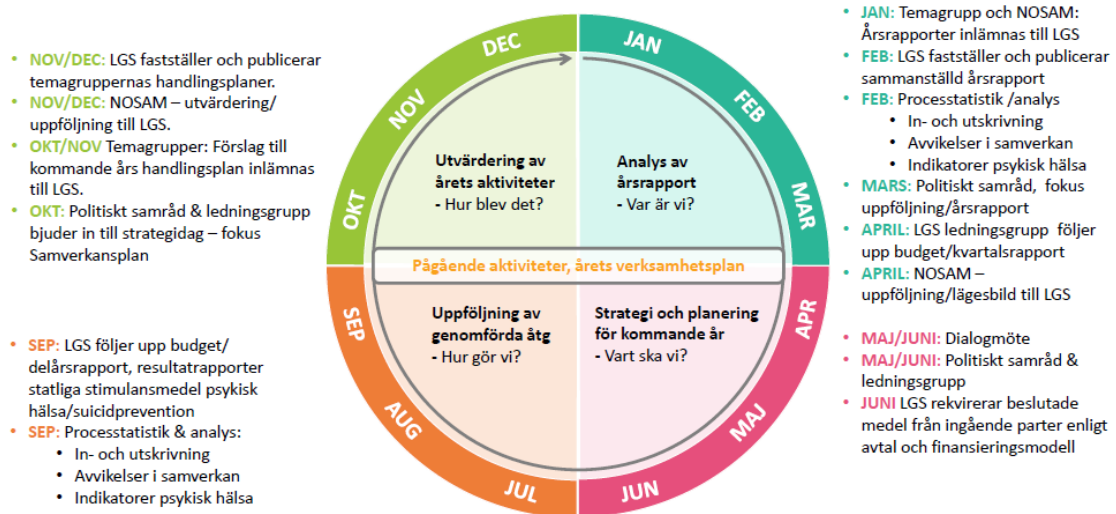 • NOV/DEC: LGS fastställer och publicerar
temagruppernas handlingsplaner.
• NOV/DEC: NOSAM – utvärdering/
uppföljning till LGS.
• OKT/NOV Temagrupper: Förslag till
kommande års handlingsplan inlämnas
till LGS.
• OKT: Politiskt samråd & ledningsgrupp
bjuder in till strategidag – fokus
Samverkansplan
• SEP: LGS följer upp budget/
delårsrapport, resultatrapporter
statliga stimulansmedel psykisk
hälsa/suicidprevention
• SEP: Processtatistik & analys:
• In- och utskrivning
• Avvikelser i samverkan
• Indikatorer psykisk hälsa
DEC
JAN
NOV
FEB
OKT
MAR
SEP
APR
AUG
MAJ
JUL
JUN
Utvärdering av
årets aktiviteter
- Hur blev det?
Analys av
årsrapport
- Var är vi?
Pågående aktiviteter, årets verksamhetsplan
Uppföljning av
genomförda åtg
- Hur gör vi?
Strategi och planering
för kommande år
- Vart ska vi?
• JAN: Temagrupp och NOSAM:
Årsrapporter inlämnas till LGS
• FEB: LGS fastställer och publicerar
sammanställd årsrapport
• FEB: Processtatistik /analys
• In- och utskrivning
• Avvikelser i samverkan
• Indikatorer psykisk hälsa
• MARS: Politiskt samråd, fokus
uppföljning/årsrapport
• APRIL: LGS ledningsgrupp följer
upp budget/kvartalsrapport
• APRIL: NOSAM –
uppföljning/lägesbild till LGS
• MAJ/JUNI: Dialogmöte
• MAJ/JUNI: Politiskt samråd &
ledningsgrupp
• JUNI LGS rekvirerar beslutade
medel från ingående parter enligt
avtal och finansieringsmodell